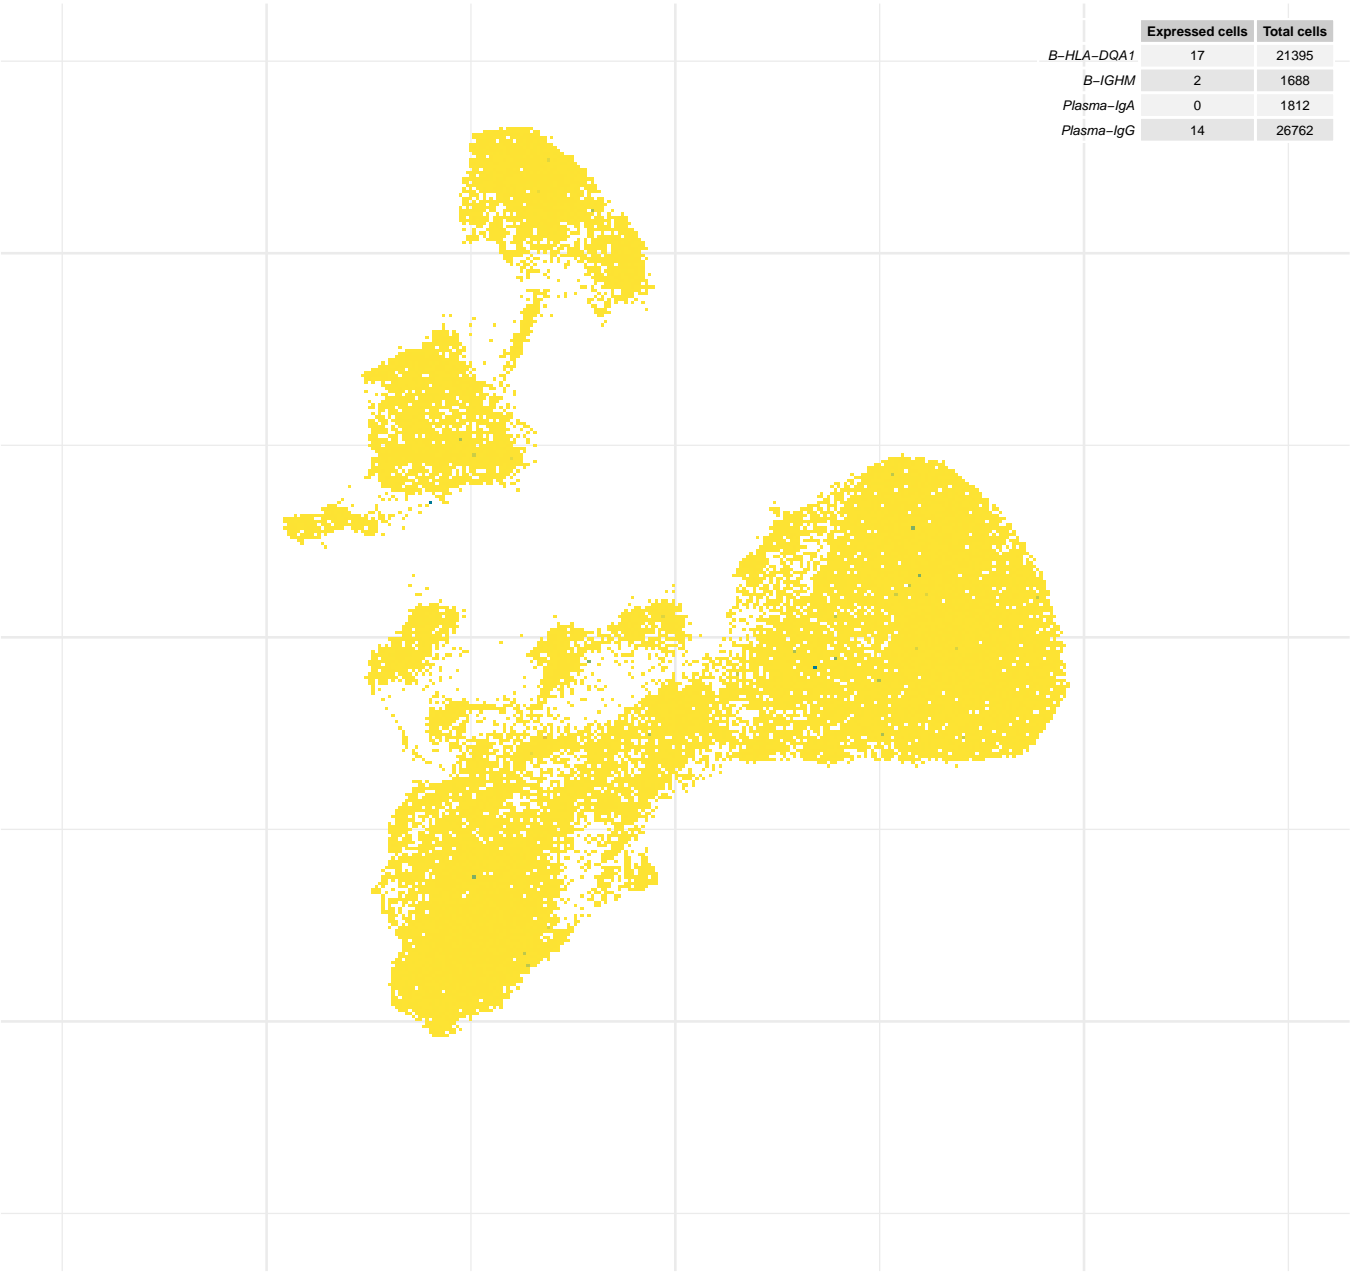 Expressed cells Total cells
B−HLA−DQA1 17 21395
B−IGHM 2 1688
Plasma−IgA 0 1812
Plasma−IgG 14 26762